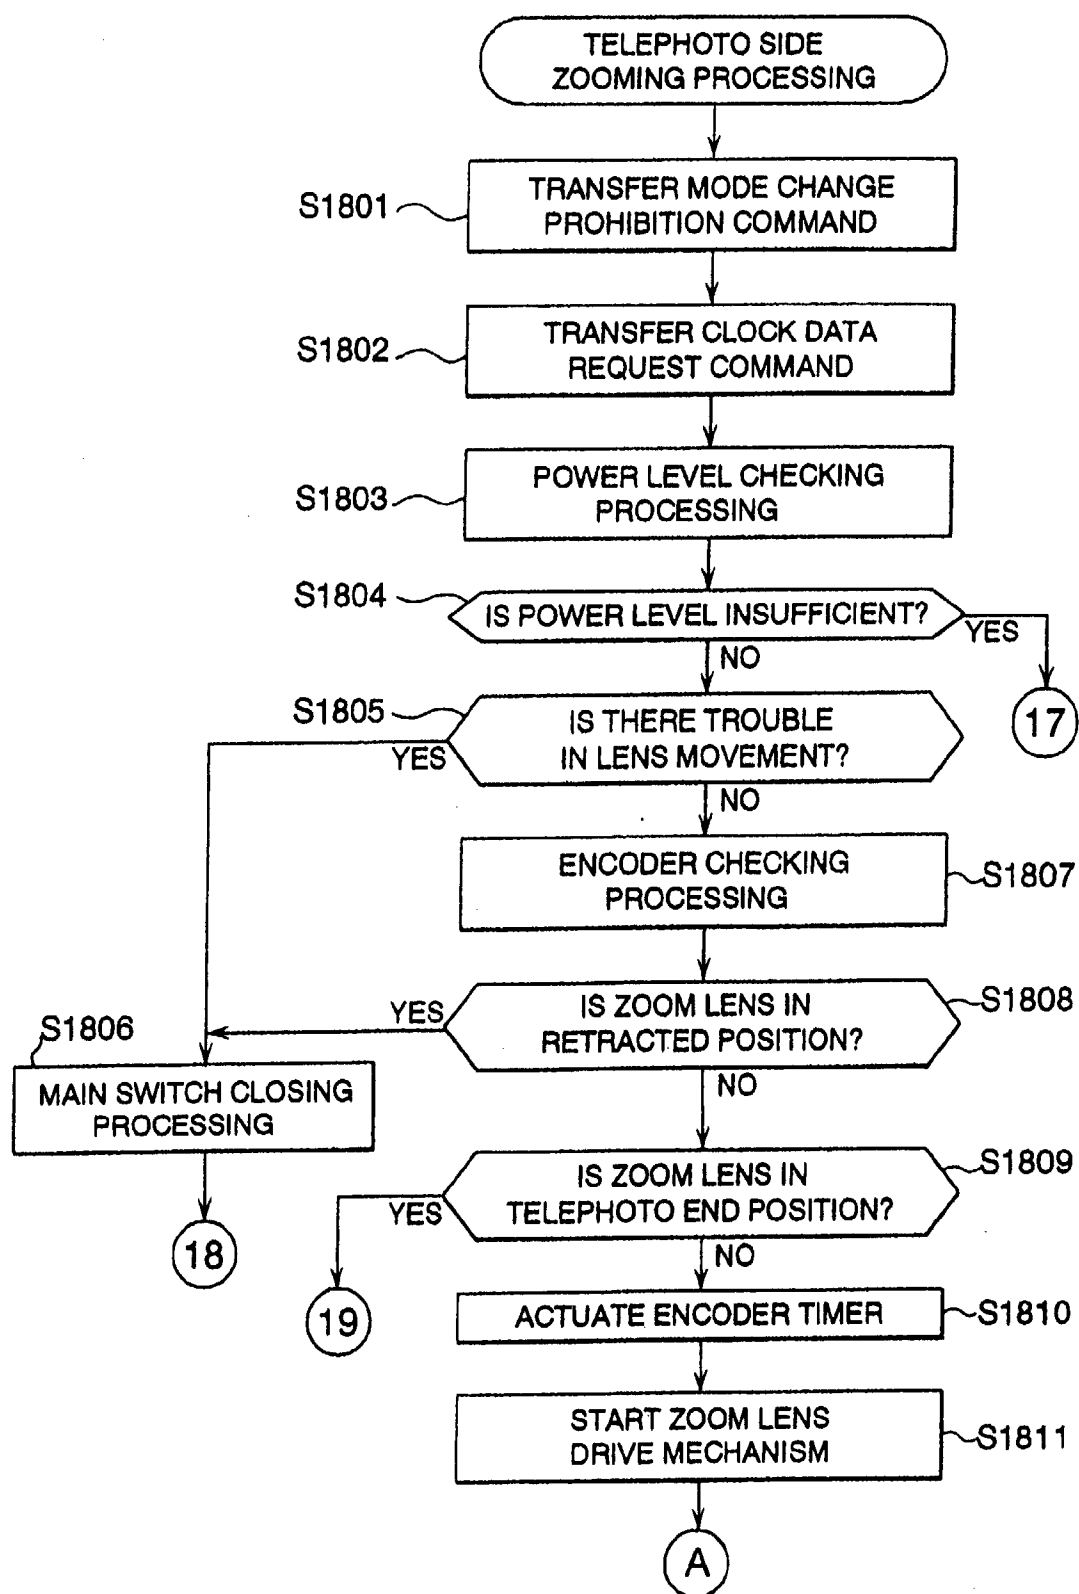 TELEPHOTO SIDE
ZOOMING PROCESSING
S1801
TRANSFER MODE CHANGE
PROHIBITION COMMAND
S1802
TRANSFER CLOCK DATA
REQUEST COMMAND
S1803
POWER LEVEL CHECKING
PROCESSING
S1804
IS POWER LEVEL INSUFFICIENT?
YES
NO
17
S1805
IS THERE TROUBLE
IN LENS MOVEMENT?
YES
NO
ENCODER CHECKING
PROCESSING
S1807
IS ZOOM LENS IN
RETRACTED POSITION?
S1808
YES
NO
S1806
MAIN SWITCH CLOSING
PROCESSING
18
IS ZOOM LENS IN
TELEPHOTO END POSITION?
S1809
YES
NO
19
ACTUATE ENCODER TIMER
S1810
START ZOOM LENS
DRIVE MECHANISM
S1811
A